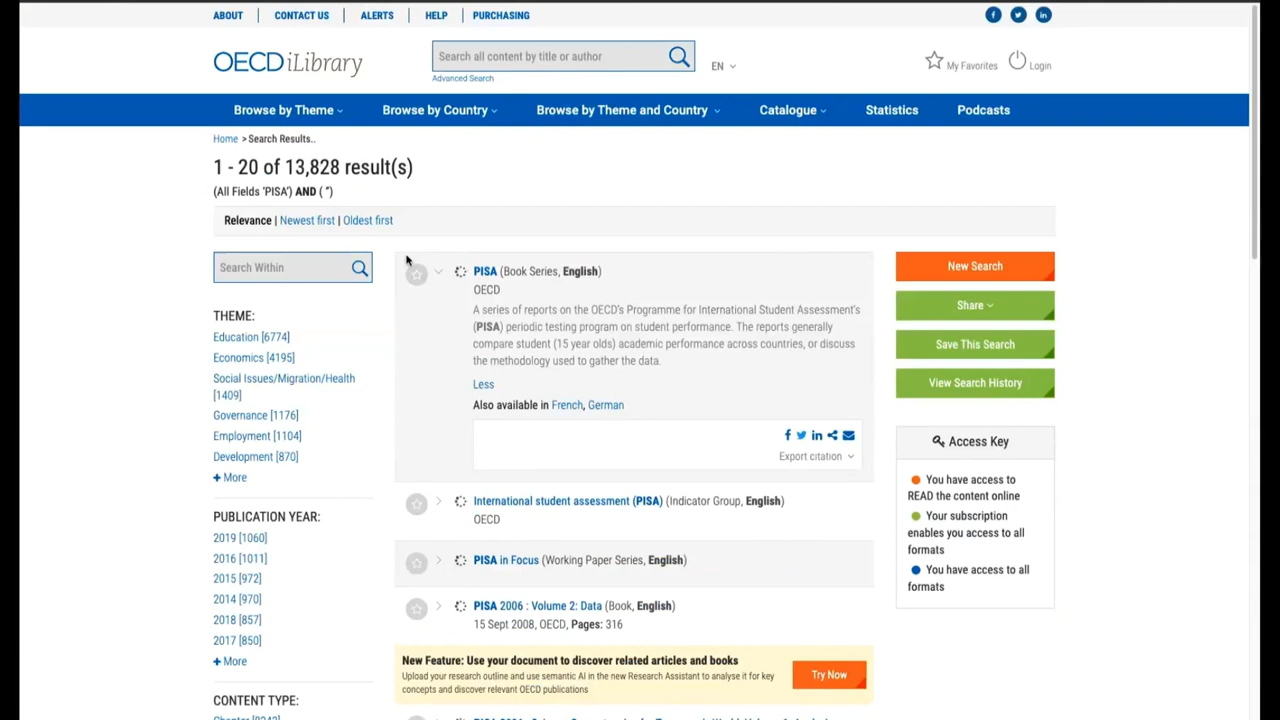 ABOUT CONTACT US ALERTS HELP PURCHASING
OECD iLibrary
Search all content by title or author
Advanced Search
EN
My Favorites
Login
Browse by Theme Browse by Country Browse by Theme and Country Catalogue Statistics Podcasts
Home > Search Results..
1 - 20 of 13,828 result(s)
(All Fields 'PISA') AND ( '')
Relevance | Newest first | Oldest first
Search Within
THEME:
Education [6774]
Economics [4195]
Social Issues/Migration/Health
[1409]
Governance [1176]
Employment [1104]
Development [870]
+ More
PUBLICATION YEAR:
2019 [1060]
2016 [1011]
2015 [972]
2014 [970]
2018 [857]
2017 [850]
+ More
CONTENT TYPE:
PISA (Book Series, English)
OECD
A series of reports on the OECD's Programme for International Student Assessment's
(PISA) periodic testing program on student performance. The reports generally
compare student (15 year olds) academic performance across countries, or discuss
the methodology used to gather the data.
Less
Also available in French, German
Export citation
International student assessment (PISA) (Indicator Group, English)
OECD
PISA in Focus (Working Paper Series, English)
PISA 2006 : Volume 2: Data (Book, English)
15 Sept 2008, OECD, Pages: 316
New Feature: Use your document to discover related articles and books
Upload your research outline and use semantic AI in the new Research Assistant to analyse it for key
concepts and discover relevant OECD publications
Try Now
New Search
Share
Save This Search
View Search History
Access Key
You have access to
READ the content online
Your subscription
enables you access to all
formats
You have access to all
formats